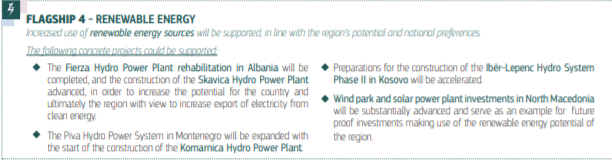 FLAGSHIP 4 - RENEWABLE ENERGY
Increased use of renewable energy sources will be supported, in line with the region's potential and national preferences.
The following concrete projects could be supported:
◆ The Fierza Hydro Power Plant rehabilitation in Albania will be
completed, and the construction of the Skavica Hydro Power Plant
advanced, in order to increase the potential for the country and
ultimately the region with view to increase export of electricity from
clean energy.
◆ The Piva Hydro Power System in Montenegro will be expanded with
the start of the construction of the Komarnica Hydro Power Plant.
◆ Preparations for the construction of the Ibër-Lepenc Hydro System
Phase II in Kosovo will be accelerated.
◆ Wind park and solar power plant investments in North Macedonia
will be substantially advanced and serve as an example for future
proof investments making use of the renewable energy potential of
the region.